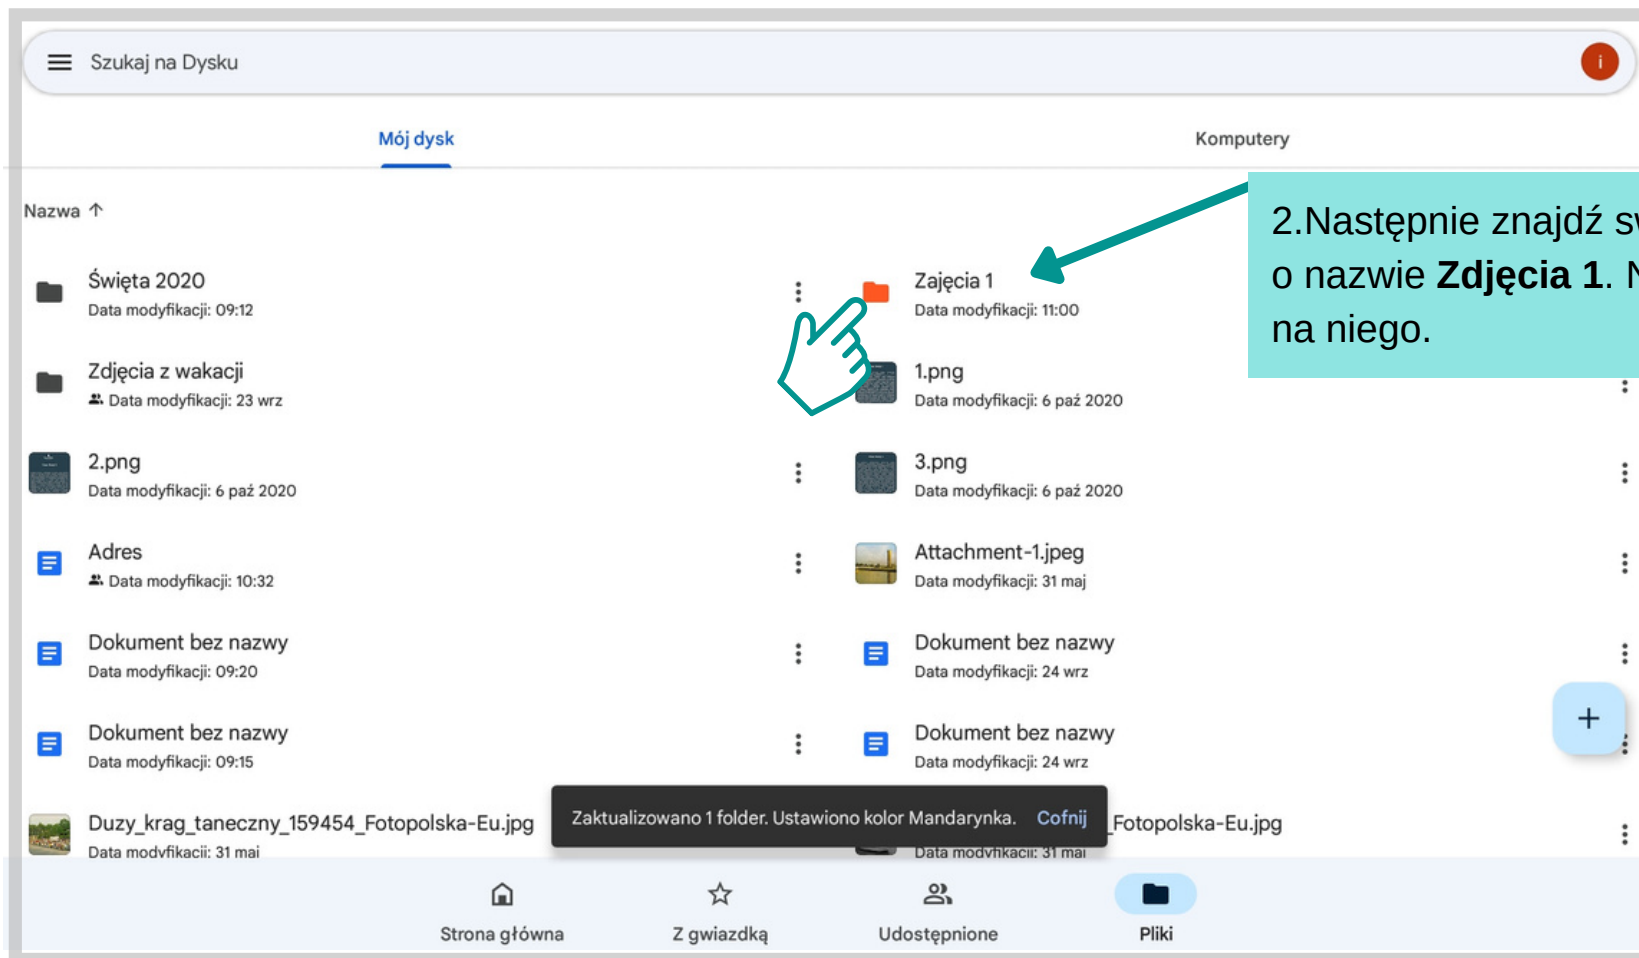 Szukaj na Dysku
i
Mój dysk
Komputery
Nazwa ↑
2.Następnie znajdź
o nazwie Zdjęcia 1.
na niego.
Święta 2020
Data modyfikacji: 09:12
Zajęcia 1
Data modyfikacji: 11:00
Zdjęcia z wakacji
Data modyfikacji: 23 wrz
1.png
Data modyfikacji: 6 paź 2020
2.png
Data modyfikacji: 6 paź 2020
3.png
Data modyfikacji: 6 paź 2020
Adres
Data modyfikacji: 10:32
Attachment-1.jpeg
Data modyfikacji: 31 maj
Dokument bez nazwy
Data modyfikacji: 09:20
Dokument bez nazwy
Data modyfikacji: 24 wrz
Dokument bez nazwy
Data modyfikacji: 09:15
Dokument bez nazwy
Data modyfikacji: 24 wrz
Duzy_krag_taneczny_159454_Fotopolska-Eu.jpg
Data modyfikacji: 31 maj
_Fotopolska-Eu.jpg
Data modyfikacji: 31 maj
Zaktualizowano 1 folder. Ustawiono kolor Mandarynka. Cofnij
Strona główna
Z gwiazdką
Udostępnione
Pliki